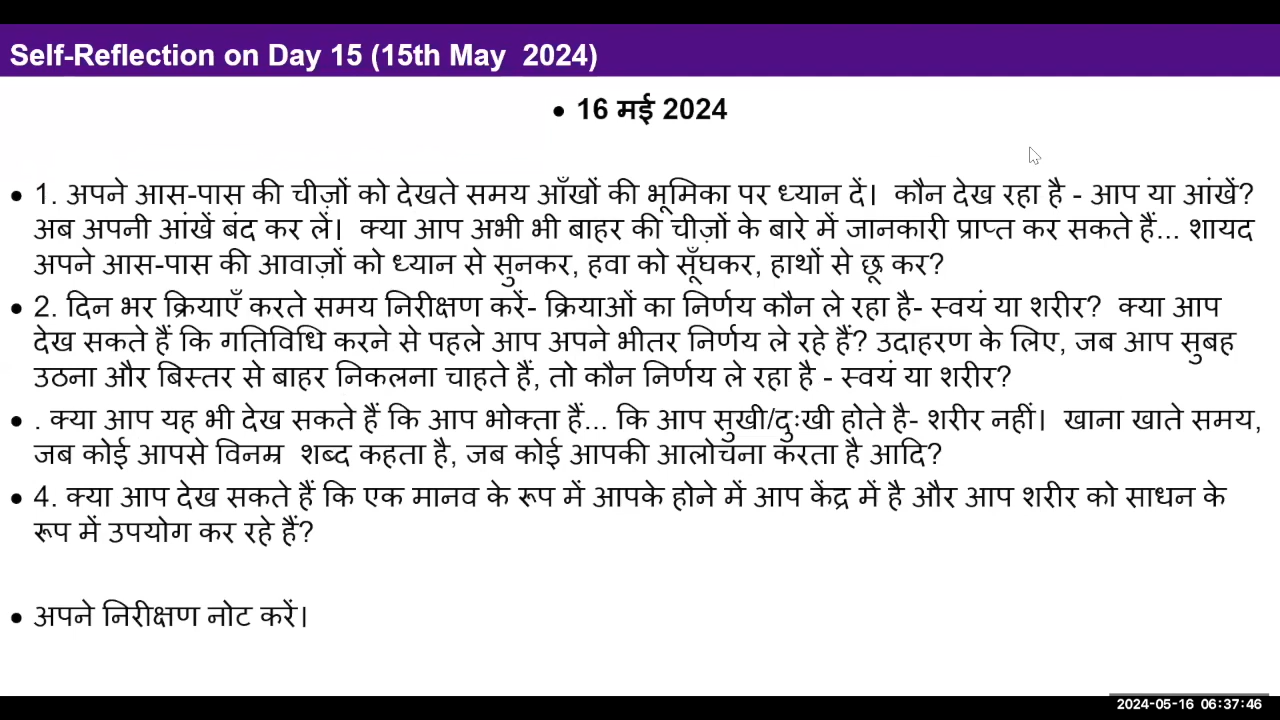 Self-Reflection on Day 15 (15th May  2024)
• 16 मई 2024
• 1. अपने आस-पास की चीज़ों को देखते समय आँखों की भूमिका पर ध्यान दें।  कौन देख रहा है - आप या आंखें?
अब अपनी आंखें बंद कर लें।  क्या आप अभी भी बाहर की चीज़ों के बारे में जानकारी प्राप्त कर सकते हैं... शायद
अपने आस-पास की आवाज़ों को ध्यान से सुनकर, हवा को सूँघकर, हाथों से छू कर?
• 2. दिन भर क्रियाएँ करते समय निरीक्षण करें- क्रियाओं का निर्णय कौन ले रहा है- स्वयं या शरीर?  क्या आप
देख सकते हैं कि गतिविधि करने से पहले आप अपने भीतर निर्णय ले रहे हैं? उदाहरण के लिए, जब आप सुबह
उठना और बिस्तर से बाहर निकलना चाहते हैं, तो कौन निर्णय ले रहा है - स्वयं या शरीर?
• . क्या आप यह भी देख सकते हैं कि आप भोक्ता हैं... कि आप सुखी/दुःखी होते है- शरीर नहीं।  खाना खाते समय,
जब कोई आपसे विनम्र  शब्द कहता है, जब कोई आपकी आलोचना करता है आदि?
• 4. क्या आप देख सकते हैं कि एक मानव के रूप में आपके होने में आप केंद्र में है और आप शरीर को साधन के
रूप में उपयोग कर रहे हैं?
• अपने निरीक्षण नोट करें।
2024-05-16 06:37:46